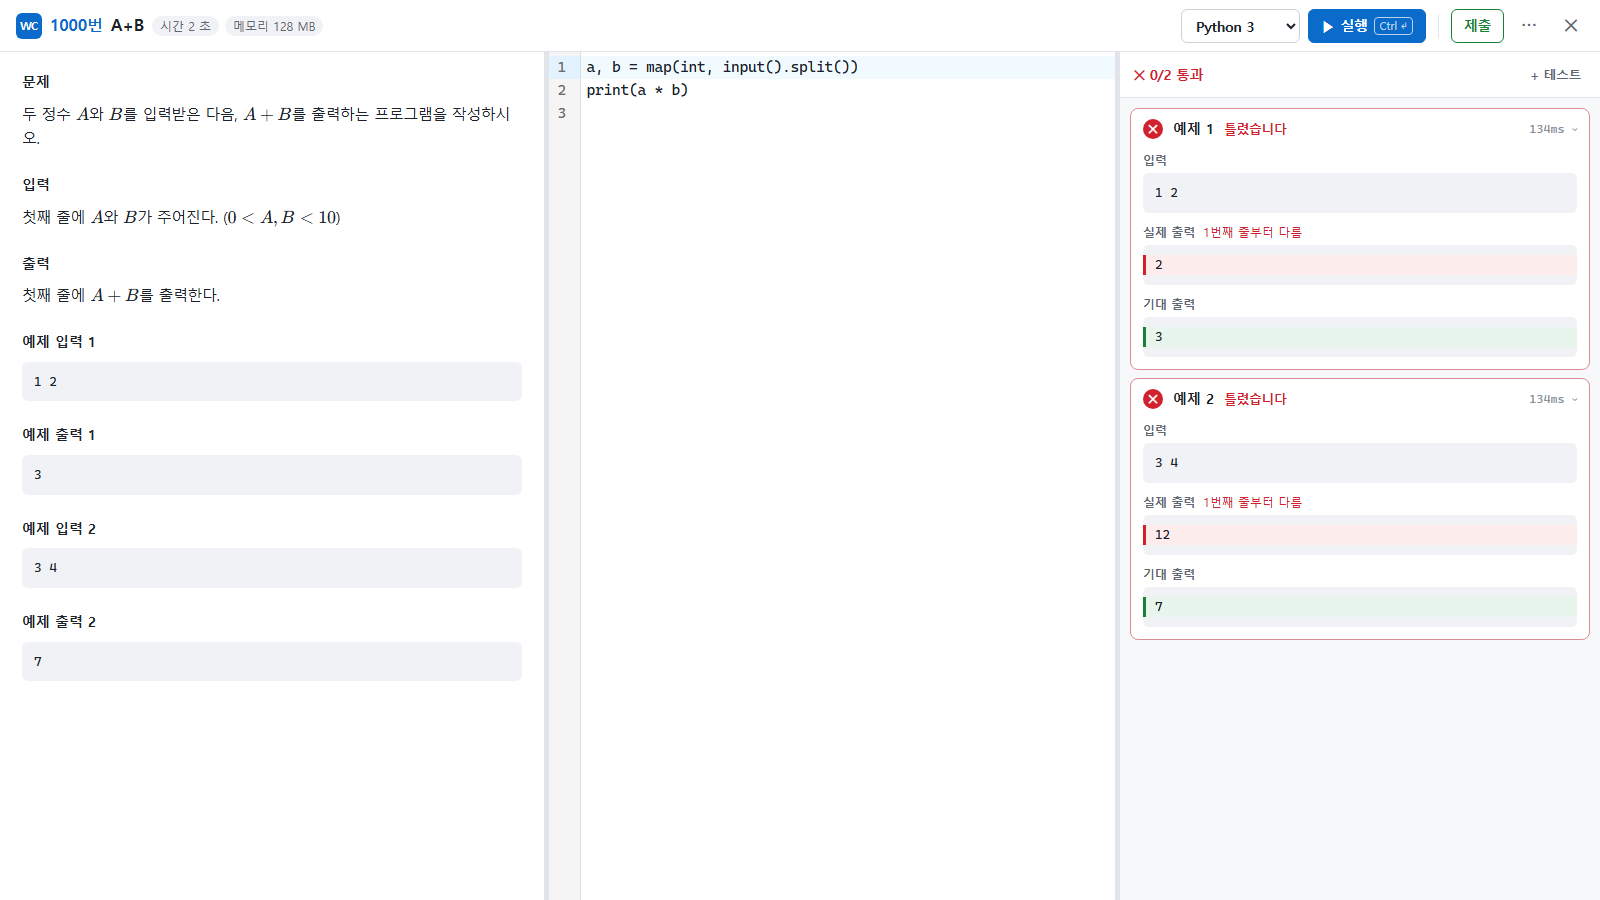 WC 1000번 A+B 시간 2 초 메모리 128 MB
Python 3 실행 Ctrl ⏎ 제출 ··· ×
문제
두 정수 A와 B를 입력받은 다음, A + B를 출력하는 프로그램을 작성하시
오.
입력
첫째 줄에 A와 B가 주어진다. (0 < A, B < 10)
출력
첫째 줄에 A + B를 출력한다.
예제 입력 1
1 2
예제 출력 1
3
예제 입력 2
3 4
예제 출력 2
7
1 a, b = map(int, input().split())
2 print(a * b)
3
× 0/2 통과 + 테스트
예제 1 틀렸습니다 134ms
입력
1 2
실제 출력 1번째 줄부터 다름
2
기대 출력
3
예제 2 틀렸습니다 134ms
입력
3 4
실제 출력 1번째 줄부터 다름
12
기대 출력
7